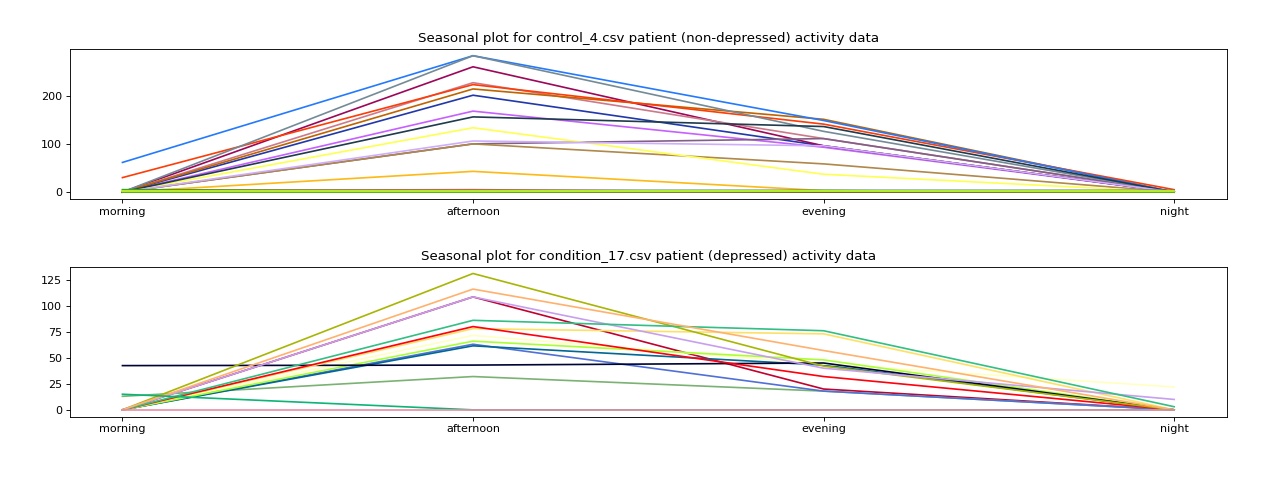 Seasonal plot for control_4.csv patient (non-depressed) activity data
200
100
0
morning afternoon evening night
Seasonal plot for condition_17.csv patient (depressed) activity data
125
100
75
50
25
0
morning afternoon evening night